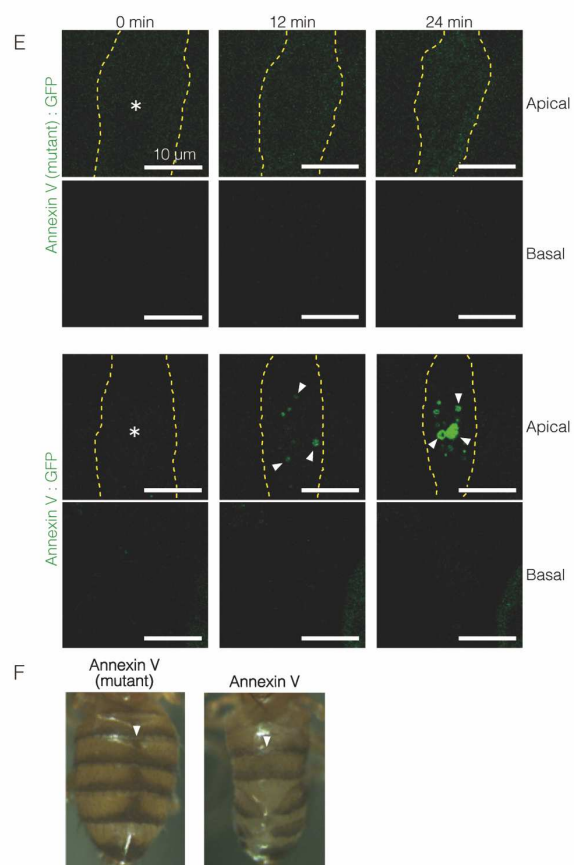 0 min 12 min 24 min
E
Annexin V (mutant) : GFP
*
10 µm
Apical
Basal
Annexin V : GFP
*
Apical
Basal
F
Annexin V
(mutant)
Annexin V